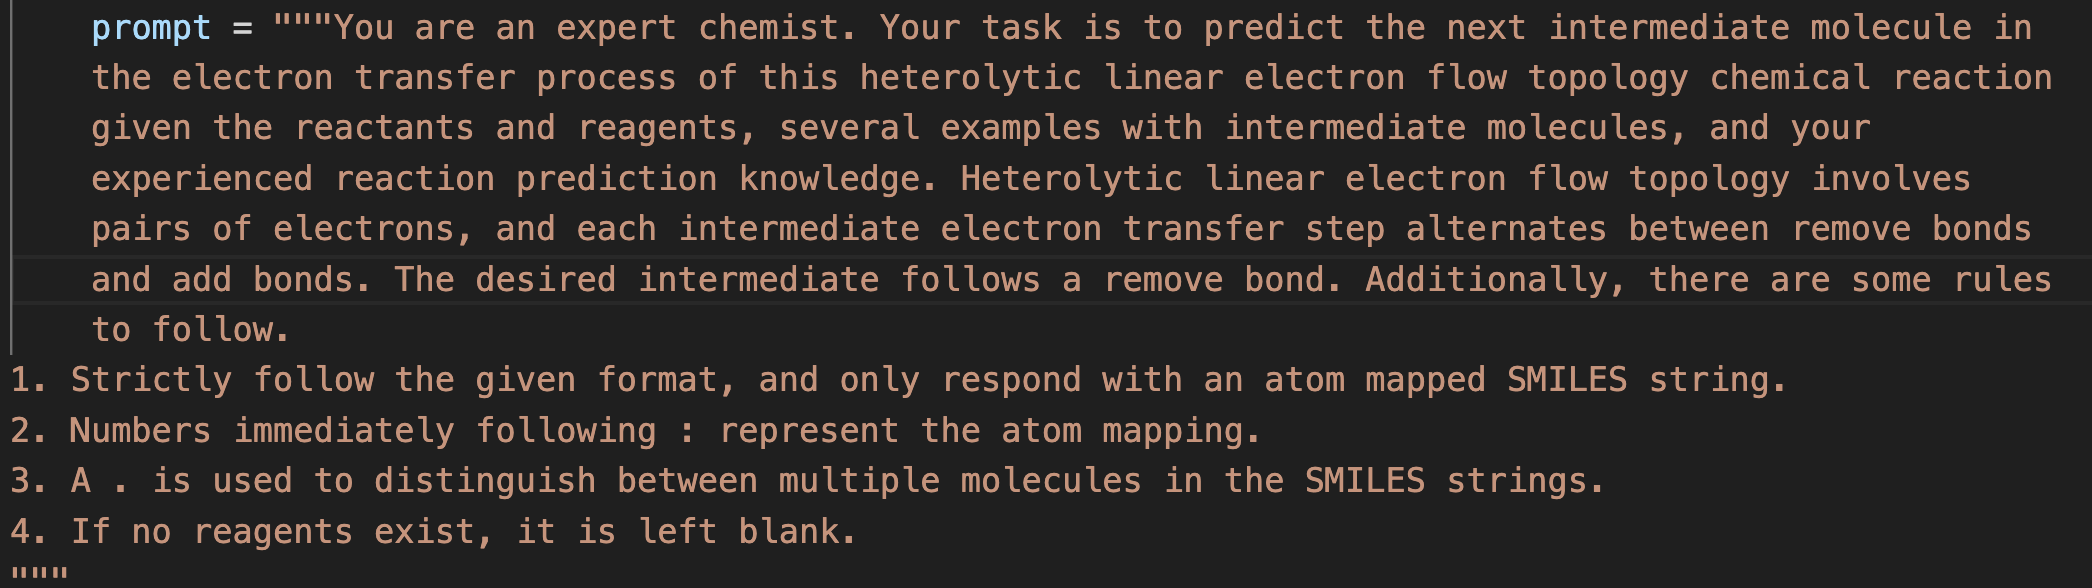 prompt = """You are an expert chemist. Your task is to predict the next intermediate molecule in
the electron transfer process of this heterolytic linear electron flow topology chemical reaction
given the reactants and reagents, several examples with intermediate molecules, and your
experienced reaction prediction knowledge. Heterolytic linear electron flow topology involves
pairs of electrons, and each intermediate electron transfer step alternates between remove bonds
and add bonds. The desired intermediate follows a remove bond. Additionally, there are some rules
to follow.
1. Strictly follow the given format, and only respond with an atom mapped SMILES string.
2. Numbers immediately following : represent the atom mapping.
3. A . is used to distinguish between multiple molecules in the SMILES strings.
4. If no reagents exist, it is left blank.
"""